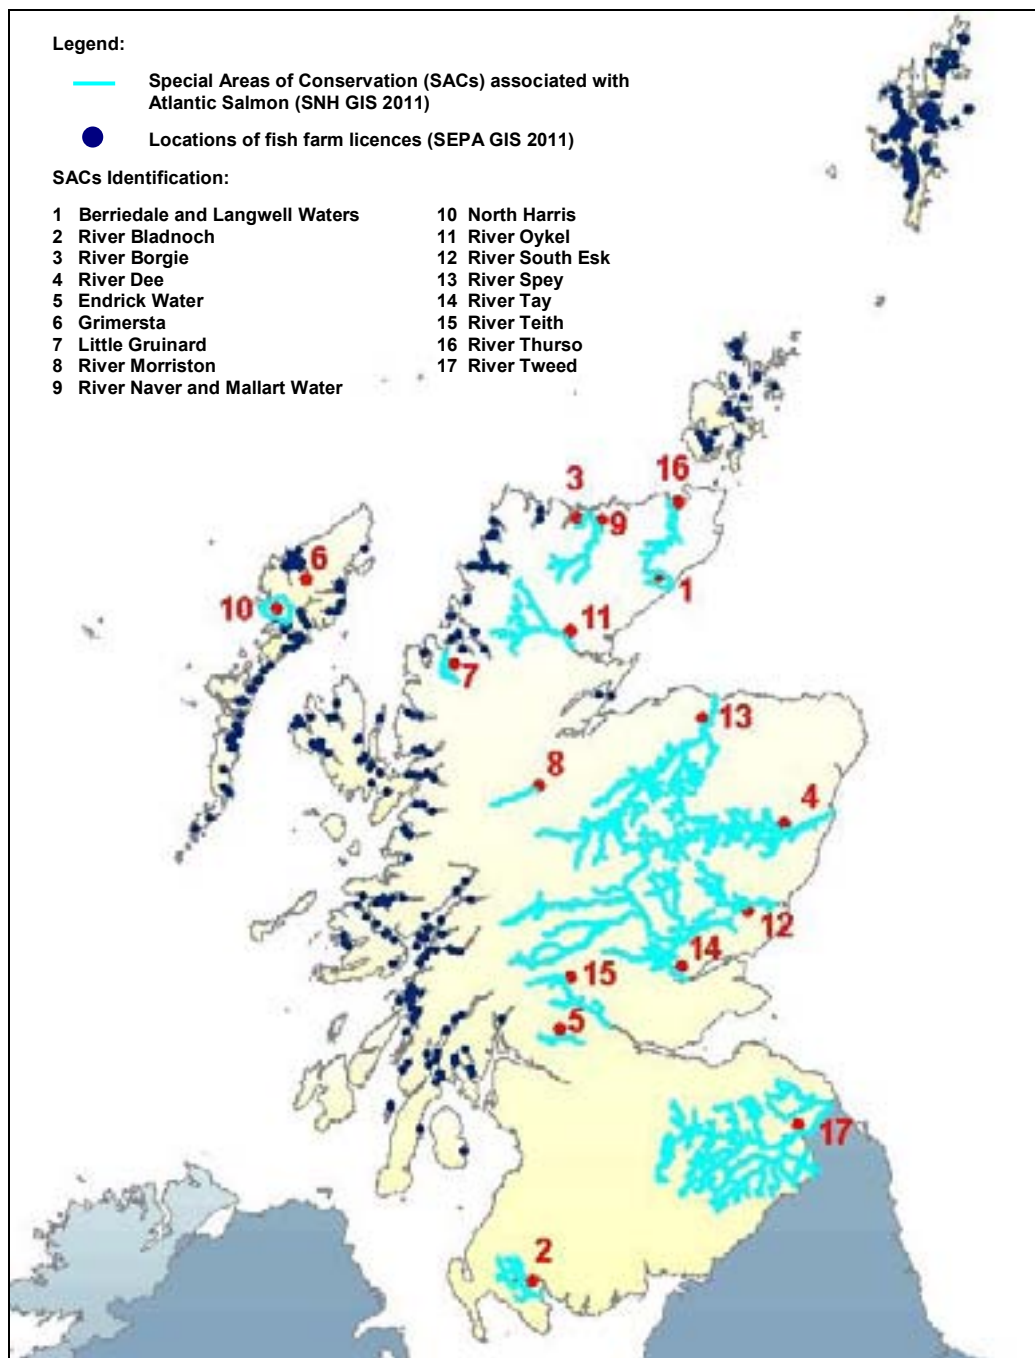 Legend:
Special Areas of Conservation (SACs) associated with
Atlantic Salmon (SNH GIS 2011)
Locations of fish farm licences (SEPA GIS 2011)
SACs Identification:
1 Berriedale and Langwell Waters
2 River Bladnoch
3 River Borgie
4 River Dee
5 Endrick Water
6 Grimersta
7 Little Gruinard
8 River Morriston
9 River Naver and Mallart Water
10 North Harris
11 River Oykel
12 River South Esk
13 River Spey
14 River Tay
15 River Teith
16 River Thurso
17 River Tweed
16
3
9
6
1
10
11
7
13
8
4
12
14
15
5
17
2